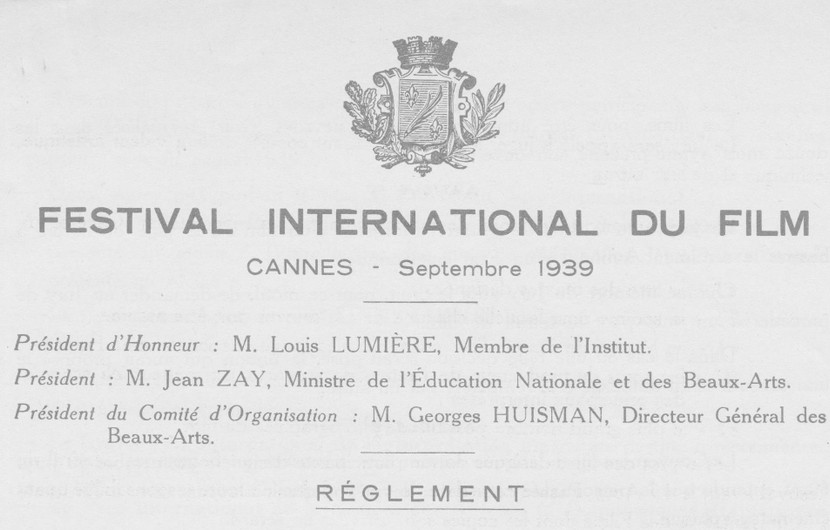 FESTIVAL INTERNATIONAL DU FILM
CANNES - Septembre 1939
Président d'Honneur : M. Louis LUMIÈRE, Membre de l'Institut.
Président : M. Jean ZAY, Ministre de l'Éducation Nationale et des Beaux-Arts.
Président du Comité d'Organisation : M. Georges HUISMAN, Directeur Général des
Beaux-Arts.
RÉGLEMENT